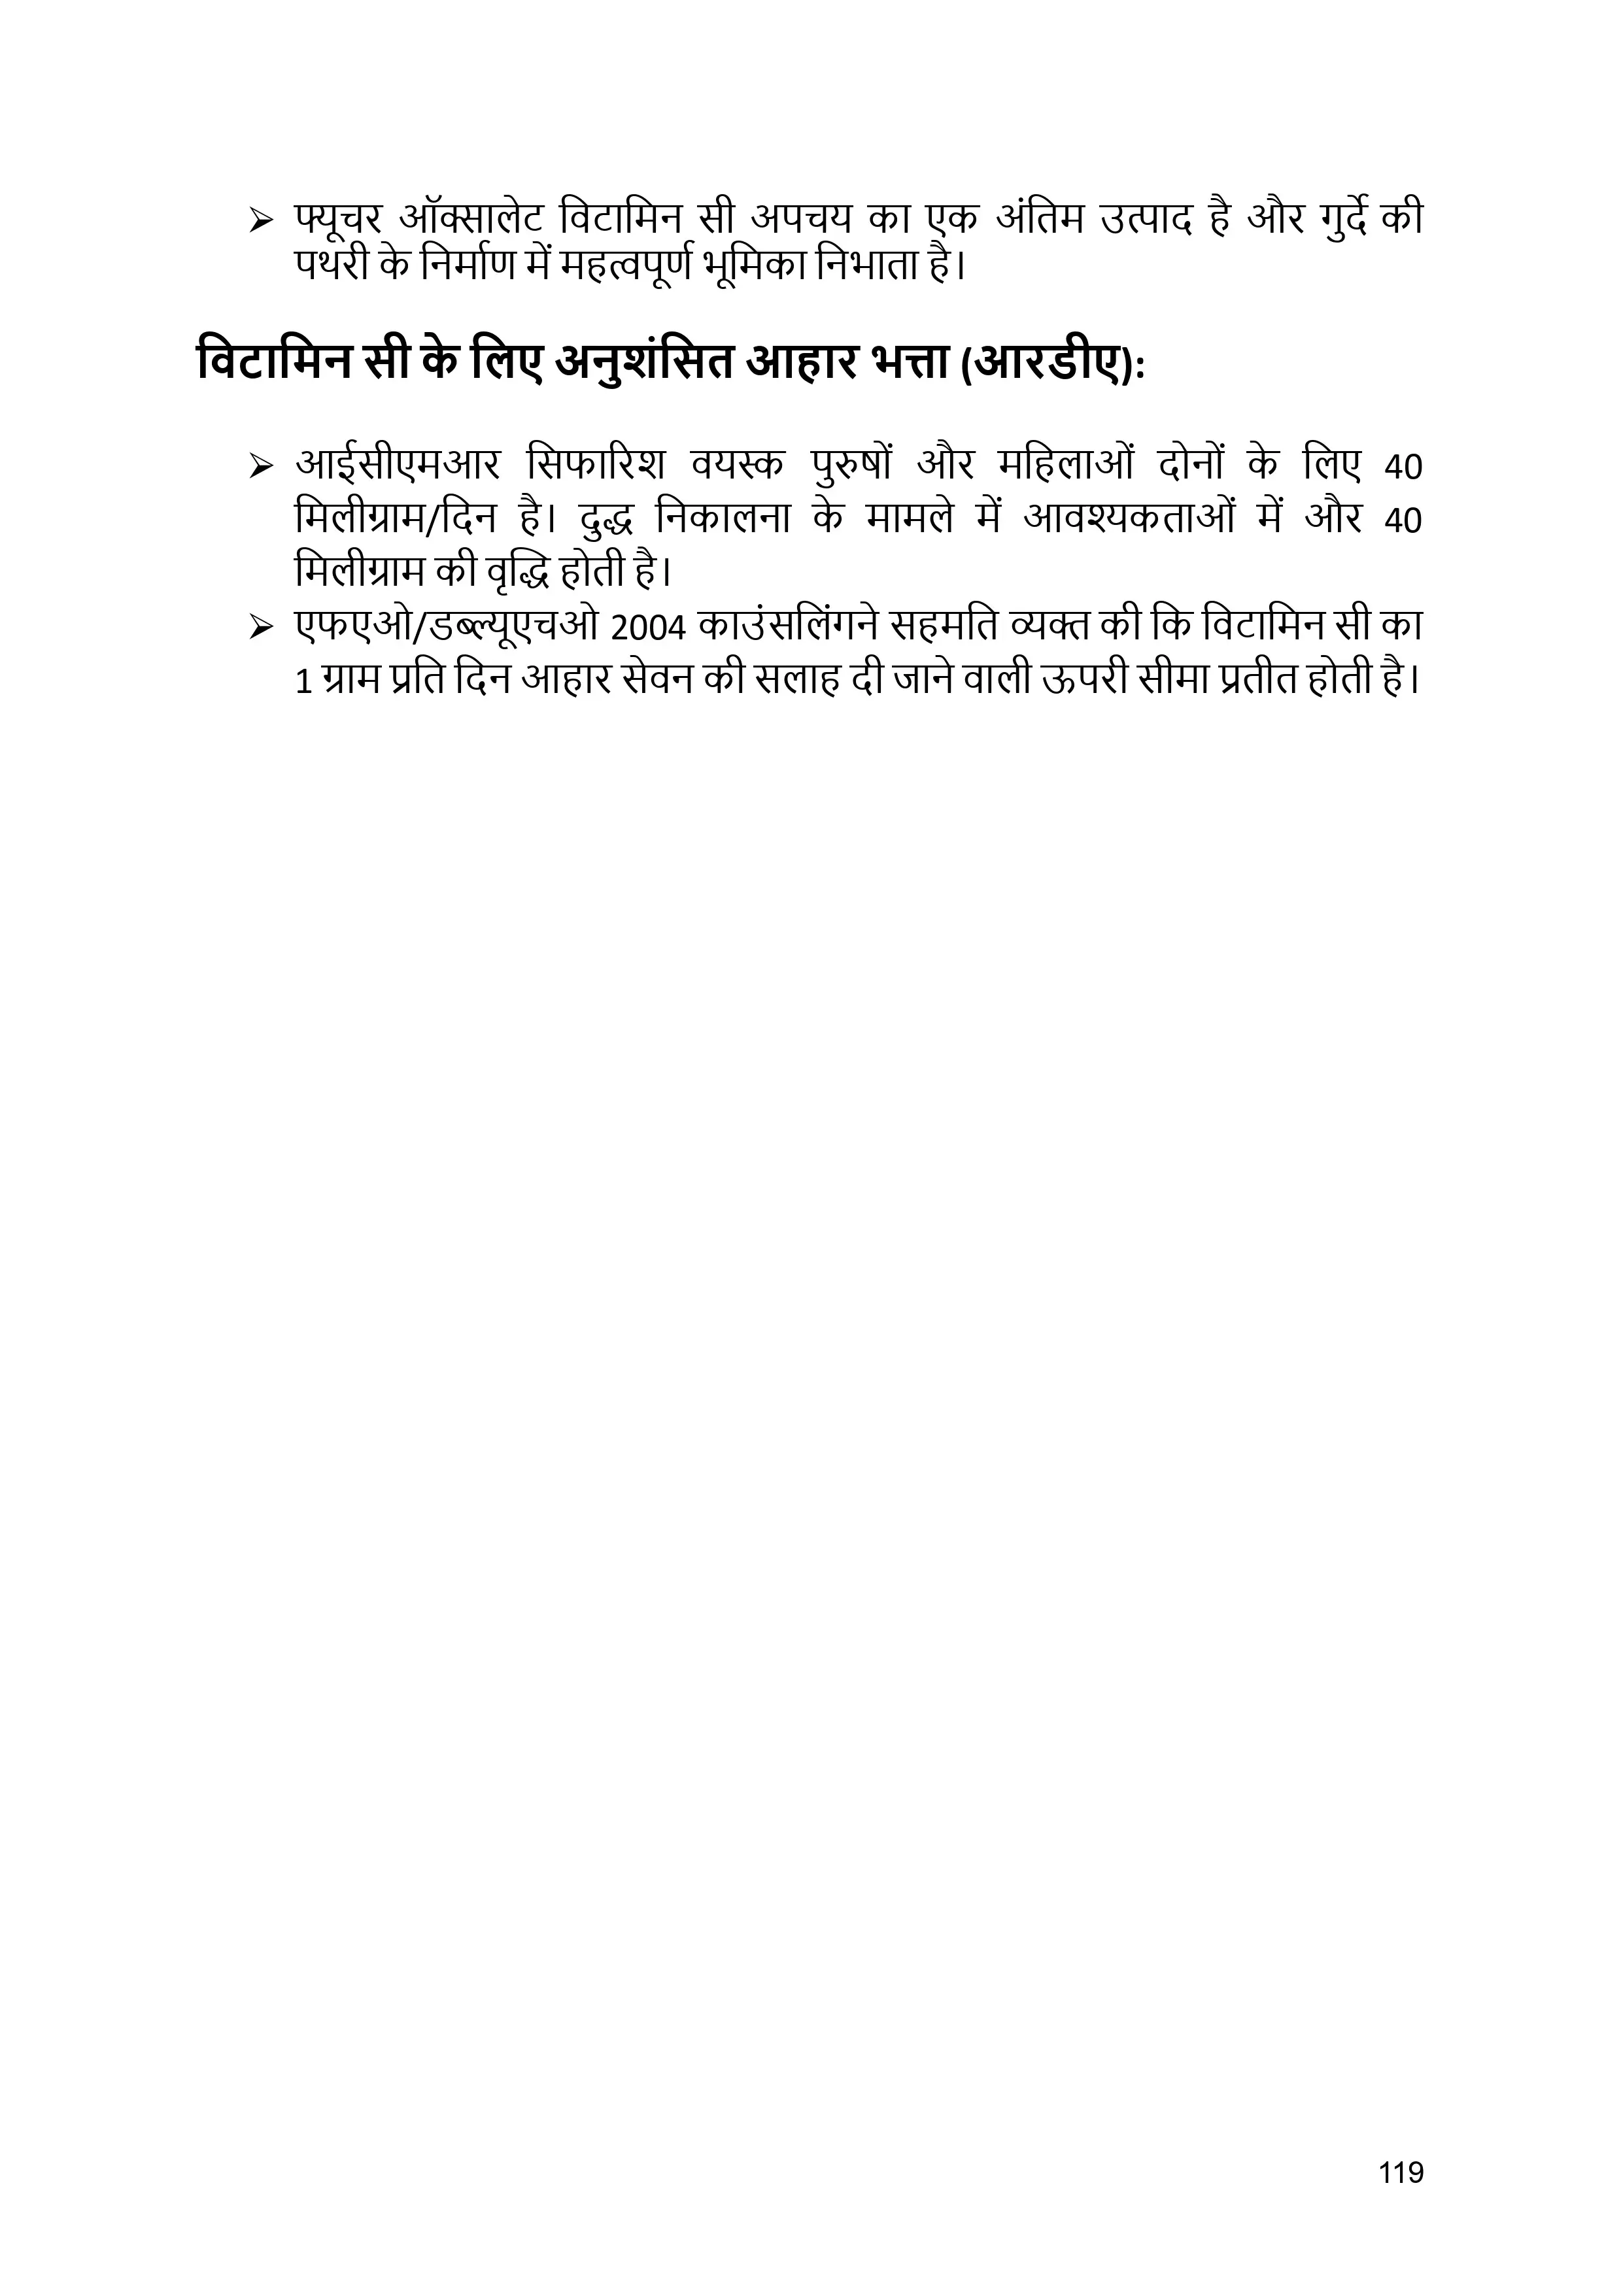 ➢ फ्यूचर ऑक्सालेट विटामिन सी अपचय का एक अंतिम उत्पाद है और गुर्दे की
पथरी के निर्माण में महत्वपूर्ण भूमिका निभाता है।
विटामिन सी के लिए अनुशंसित आहार भत्ता (आरडीए):
➢ आईसीएमआर सिफारिश वयस्क पुरुषों और महिलाओं दोनों के लिए 40
मिलीग्राम/दिन है। दुद्ध निकालना के मामले में आवश्यकताओं में और 40
मिलीग्राम की वृद्धि होती है।
➢ एफएओ/डब्ल्यूएचओ 2004 काउंसलिंगने सहमति व्यक्त की कि विटामिन सी का
1 ग्राम प्रति दिन आहार सेवन की सलाह दी जाने वाली ऊपरी सीमा प्रतीत होती है।
119